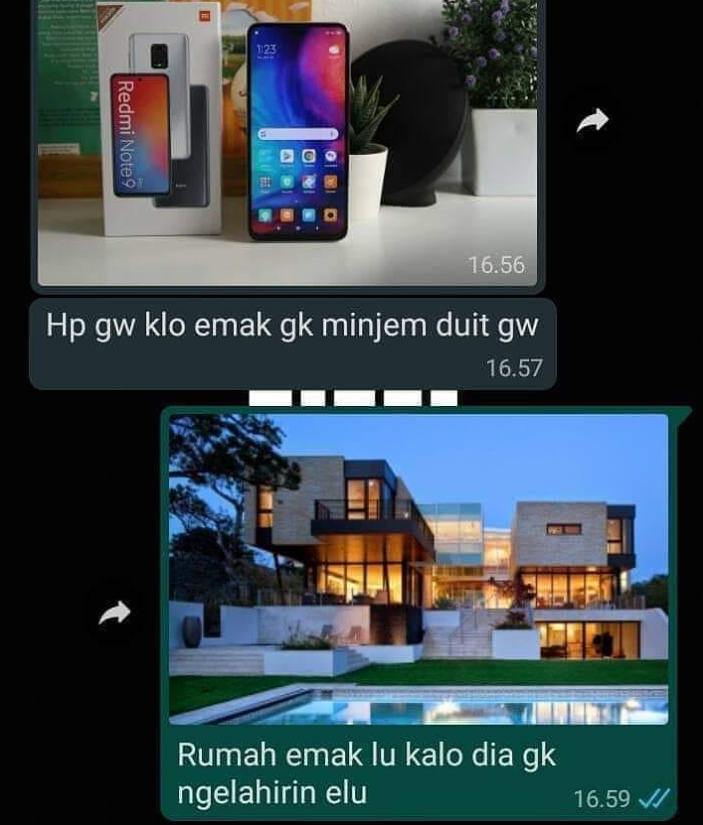 Redmi Note 9
1:23
16.56
Hp gw klo emak gk minjem duit gw
16.57
Rumah emak lu kalo dia gk
ngelahirin elu
16.59